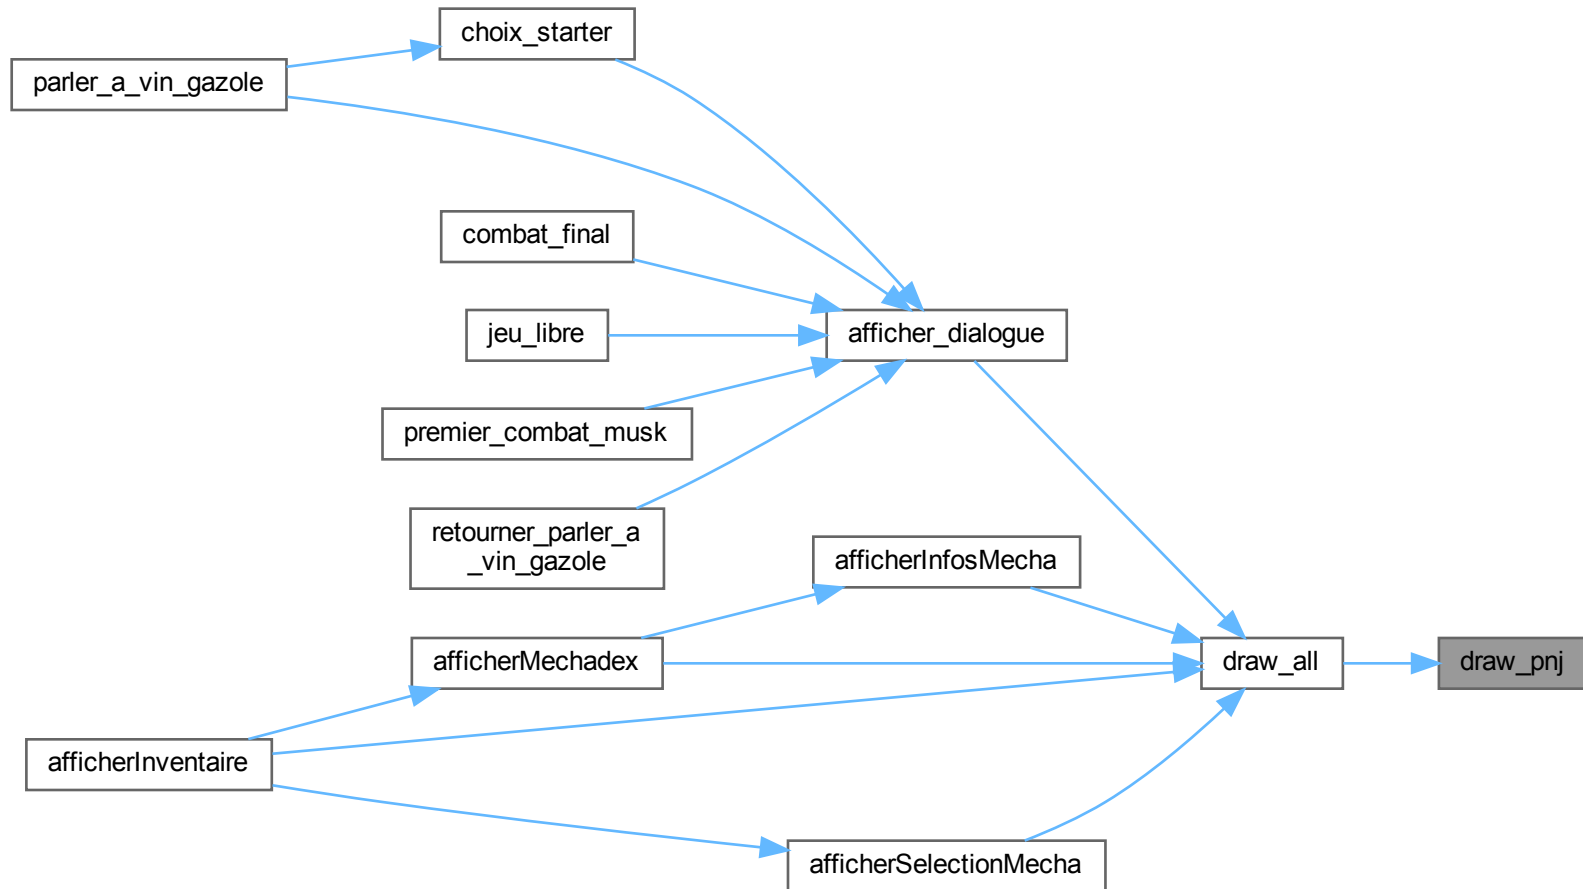 choix_starter
parler_a_vin_gazole
combat_final
jeu_libre
afficher_dialogue
premier_combat_musk
retourner_parler_a
_vin_gazole
afficherInfosMecha
afficherMechadex
draw_all
draw_pnj
afficherInventaire
afficherSelectionMecha